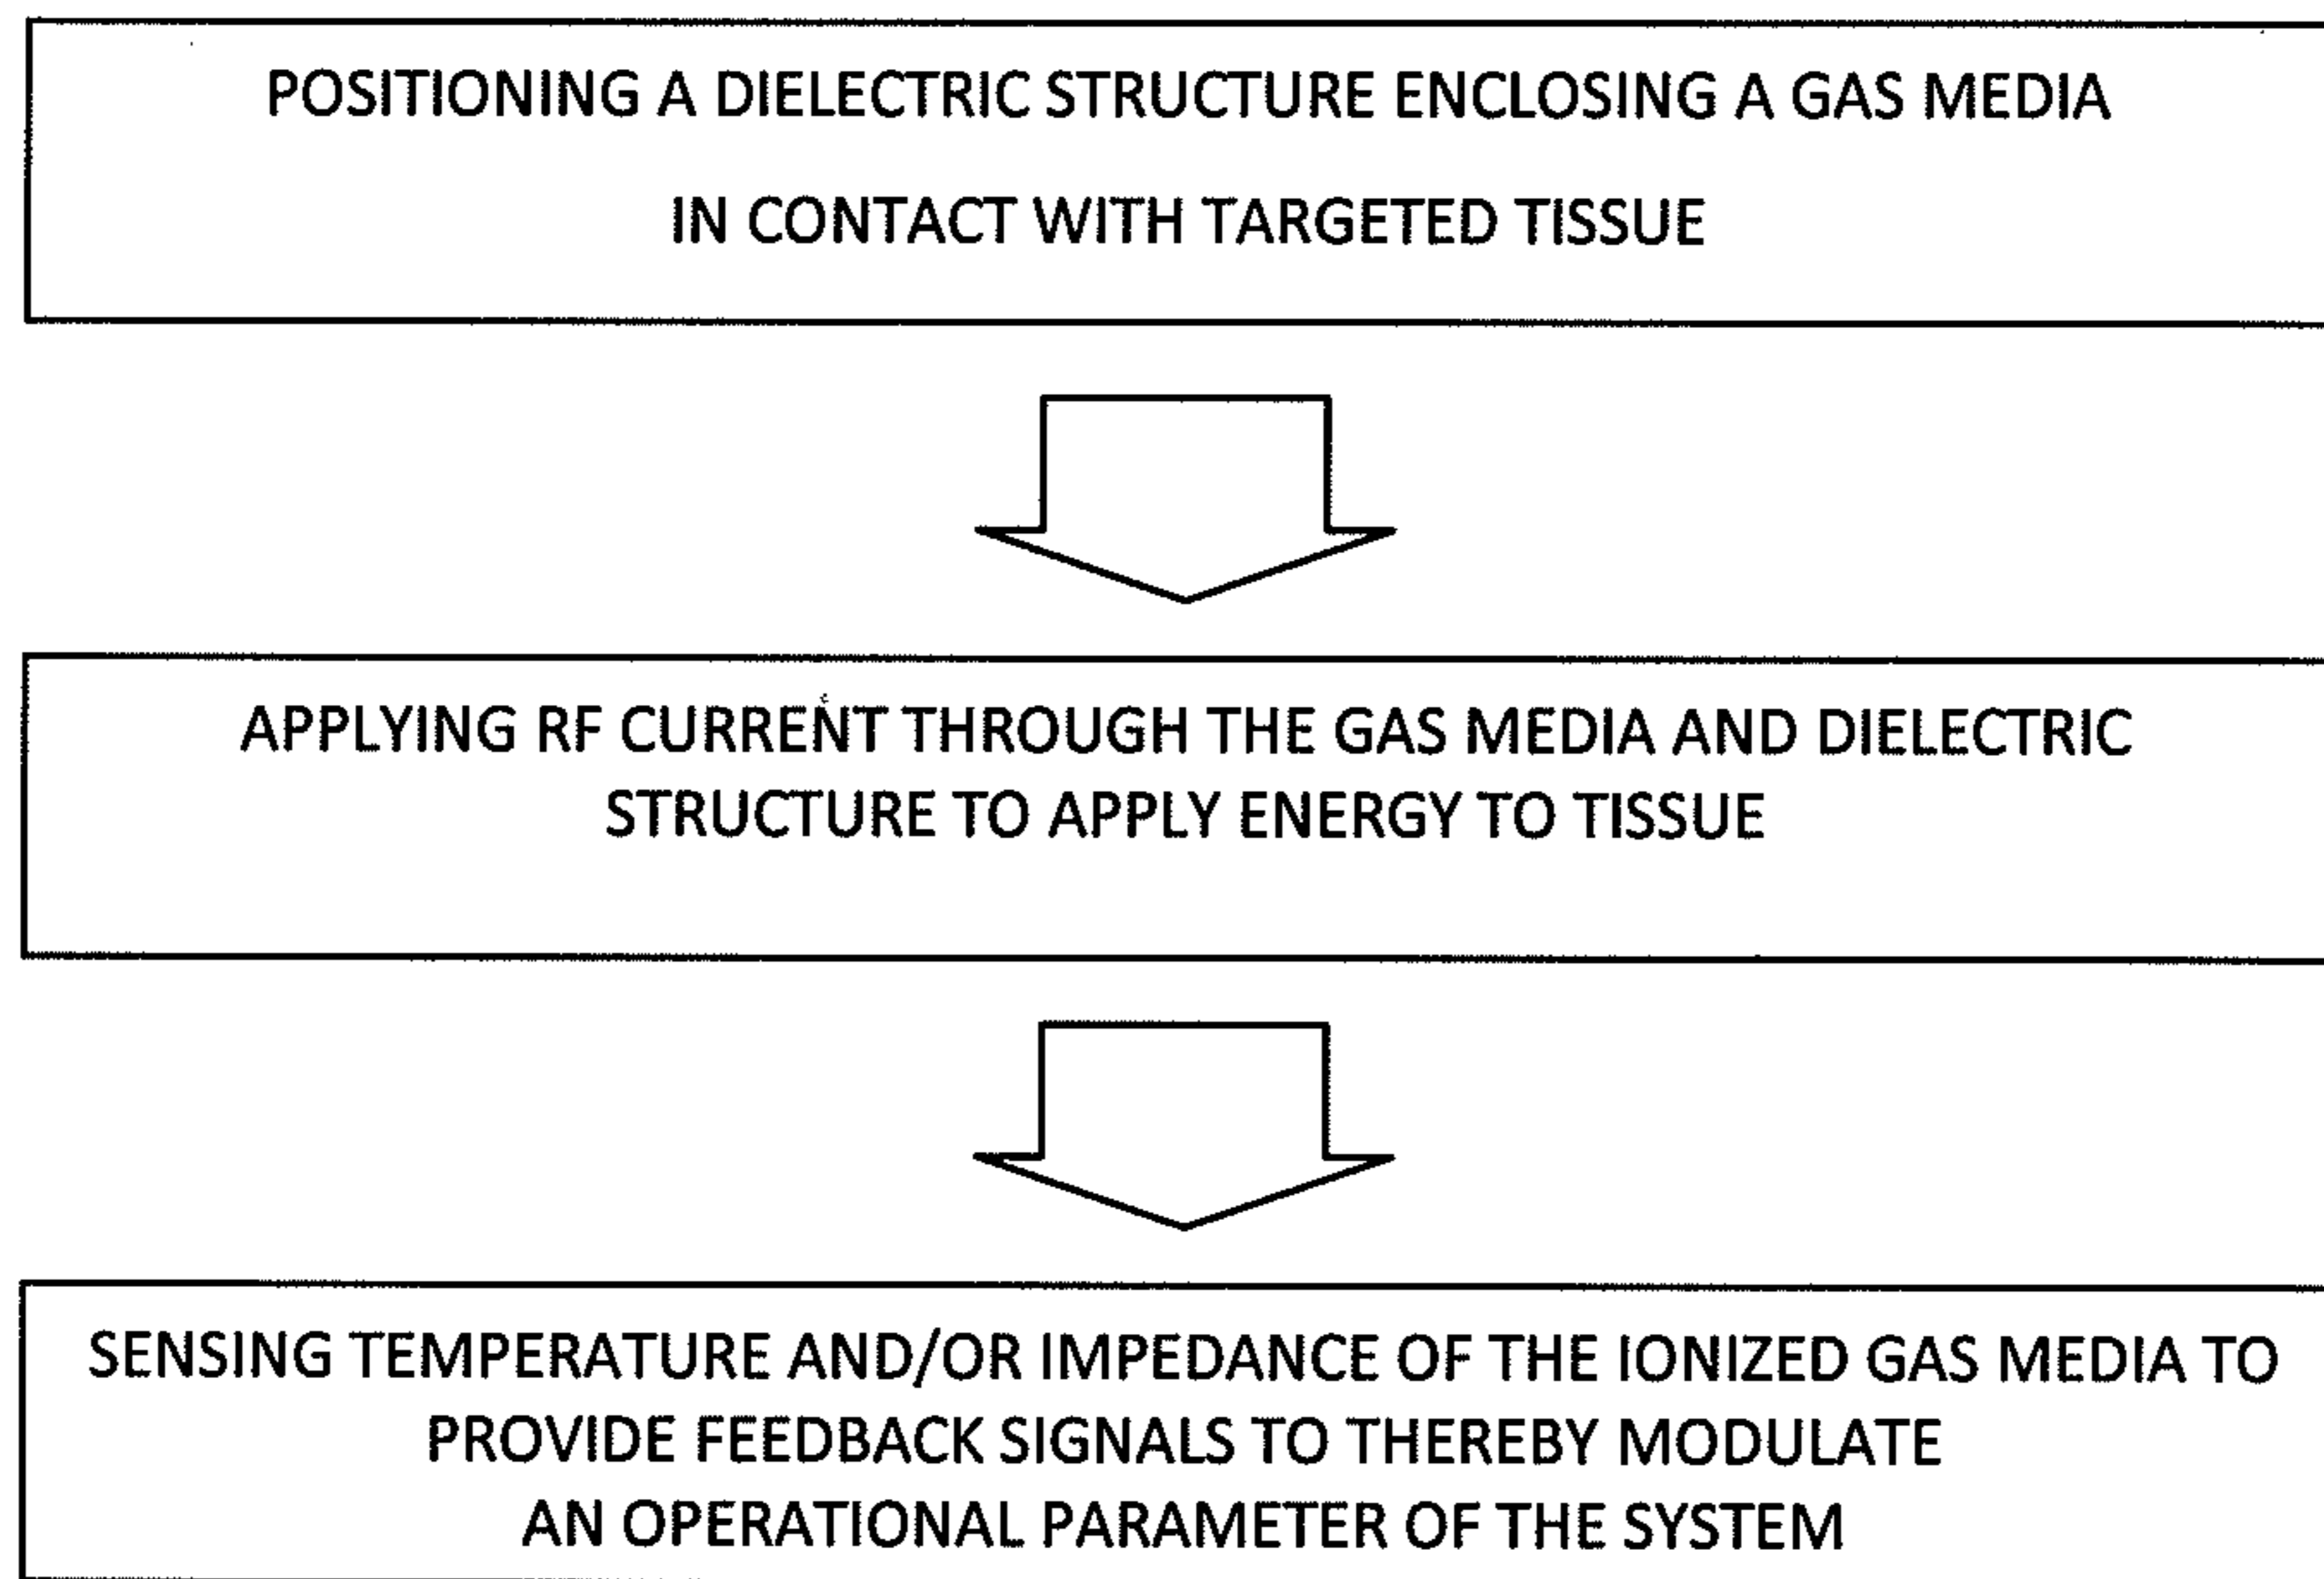 POSITIONING A DIELECTRIC STRUCTURE ENCLOSING A GAS MEDIA
IN CONTACT WITH TARGETED TISSUE
APPLYING RF CURRENT THROUGH THE GAS MEDIA AND DIELECTRIC
STRUCTURE TO APPLY ENERGY TO TISSUE
SENSING TEMPERATURE AND/OR IMPEDANCE OF THE IONIZED GAS MEDIA TO
PROVIDE FEEDBACK SIGNALS TO THEREBY MODULATE
AN OPERATIONAL PARAMETER OF THE SYSTEM